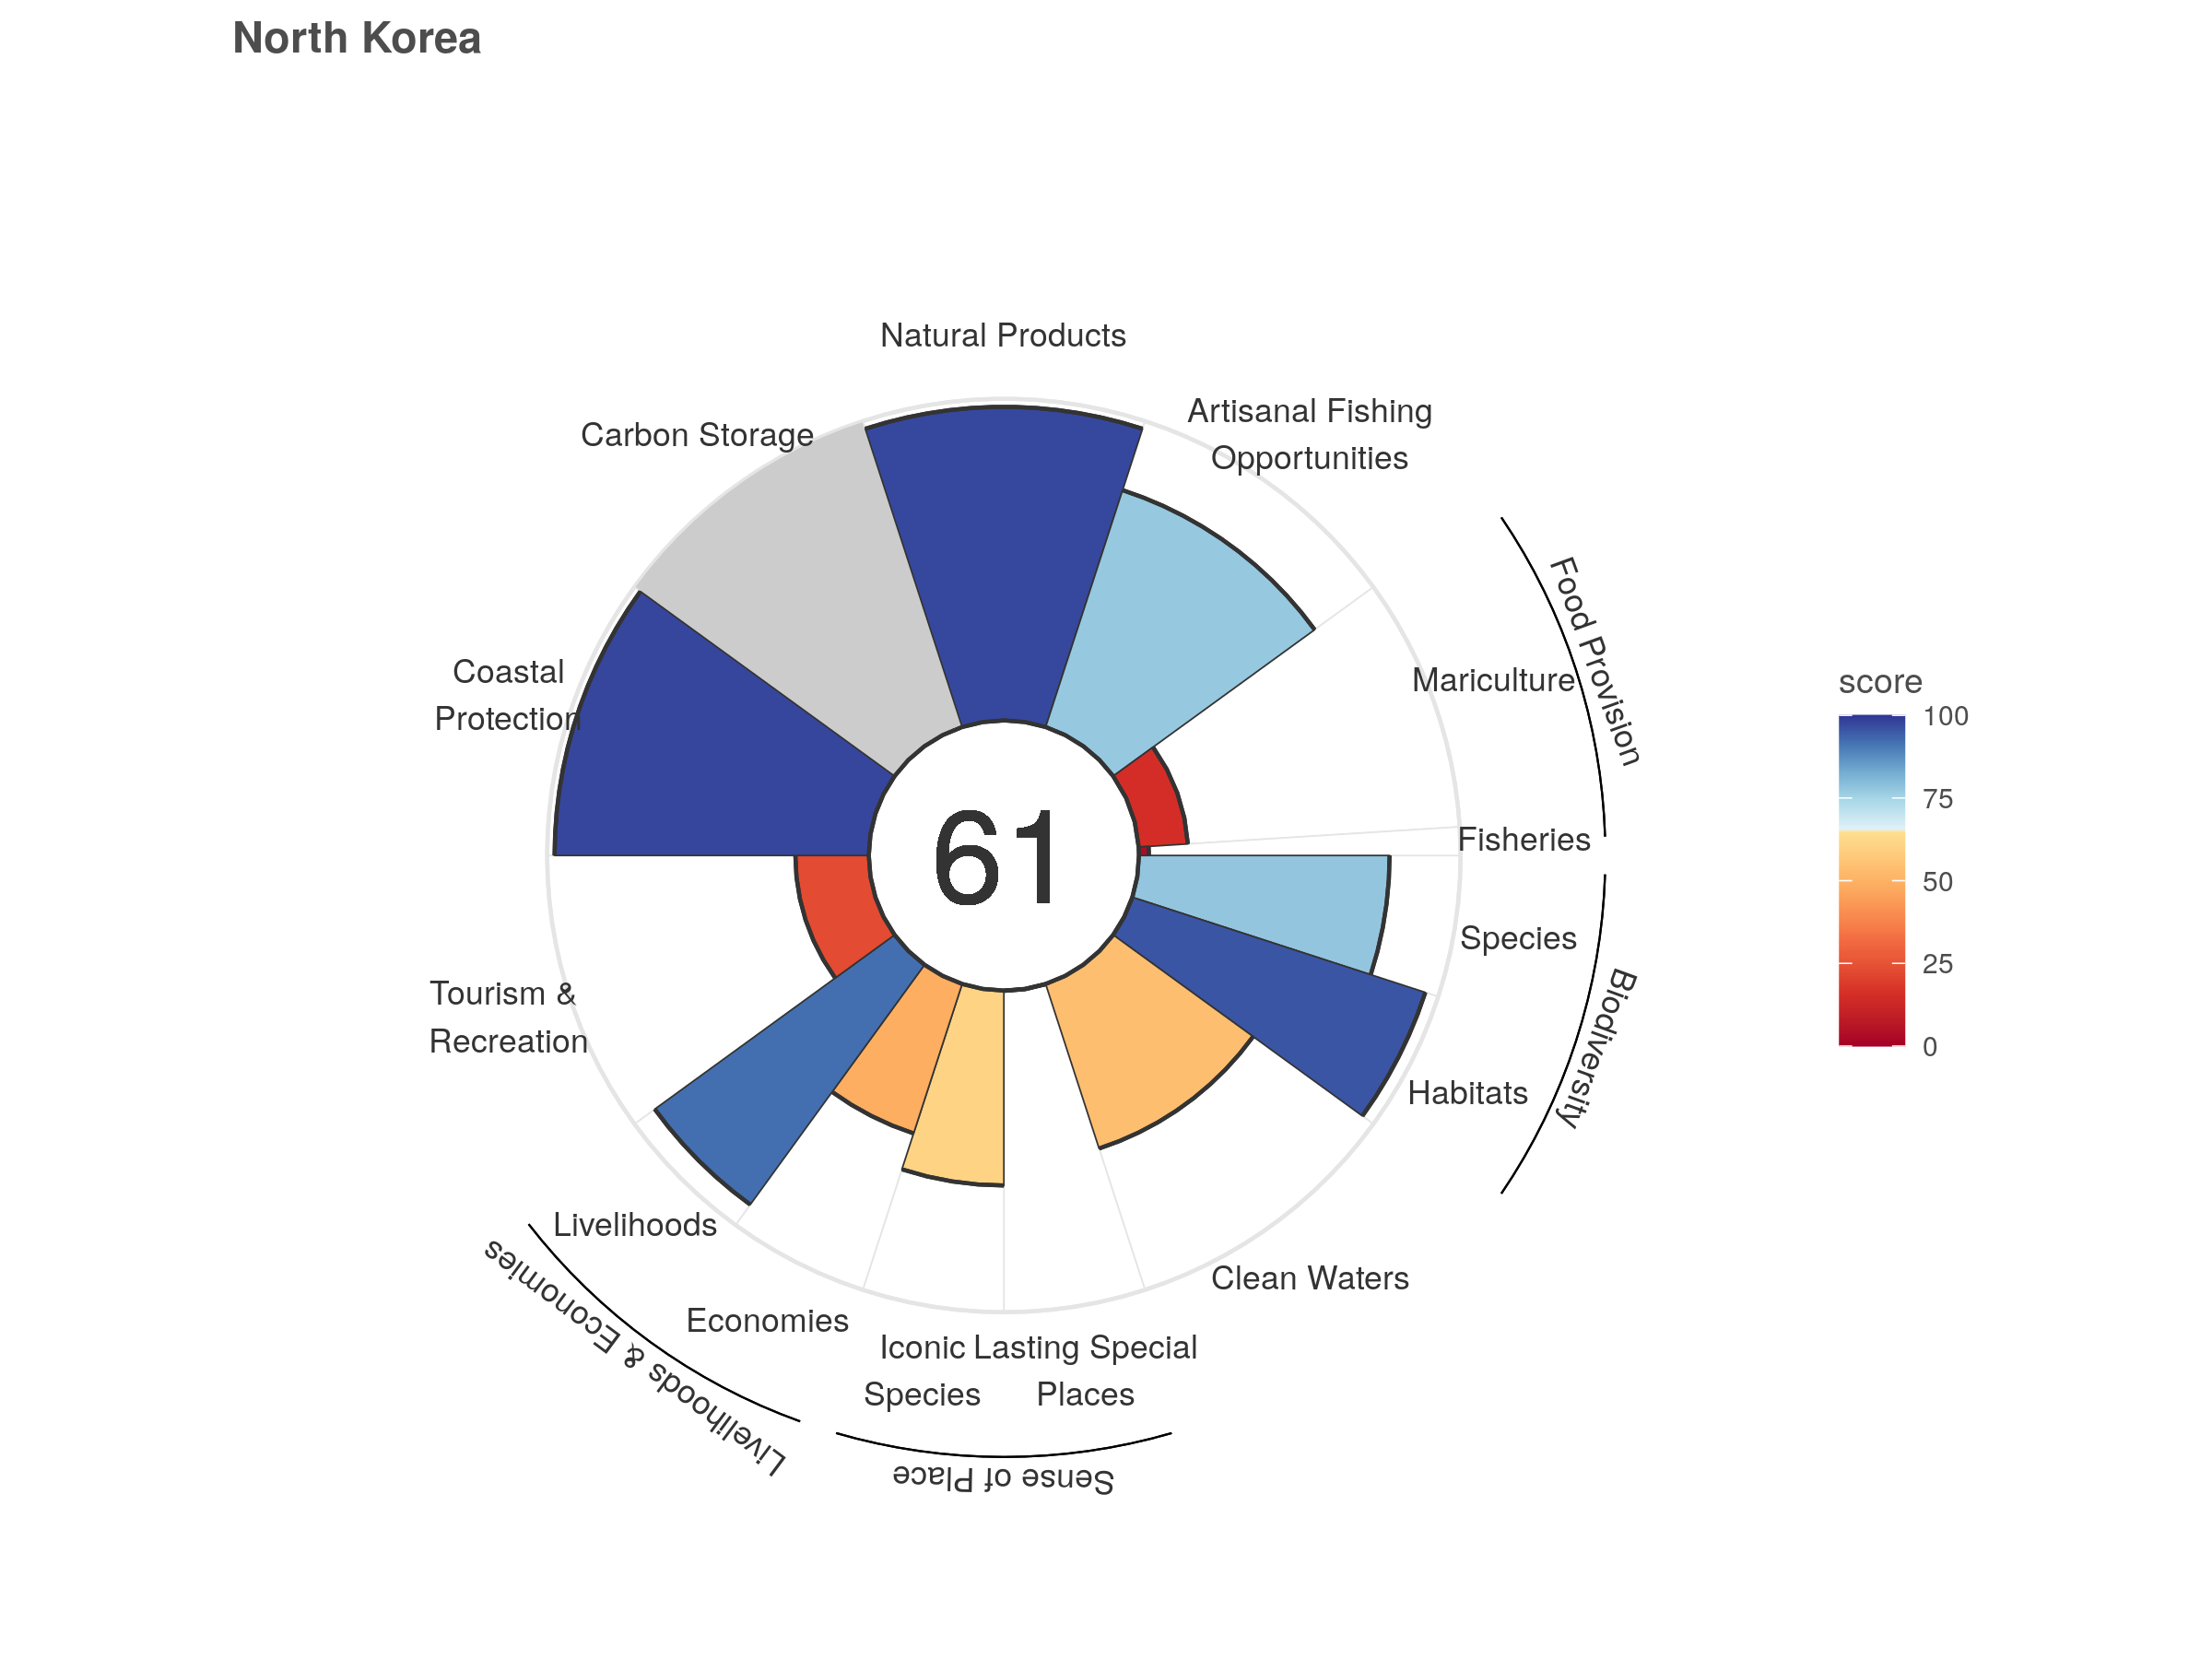 North Korea
Natural Products
Artisanal Fishing
Opportunities
Carbon Storage
Food Provision
Coastal
Protection
Mariculture
score
100
75
50
25
0
61
Fisheries
Species
Biodiversity
Tourism &
Recreation
Habitats
Livelihoods
Livelihoods & Economies
Clean Waters
Economies
Iconic
Species
Lasting Special
Places
Sense of Place